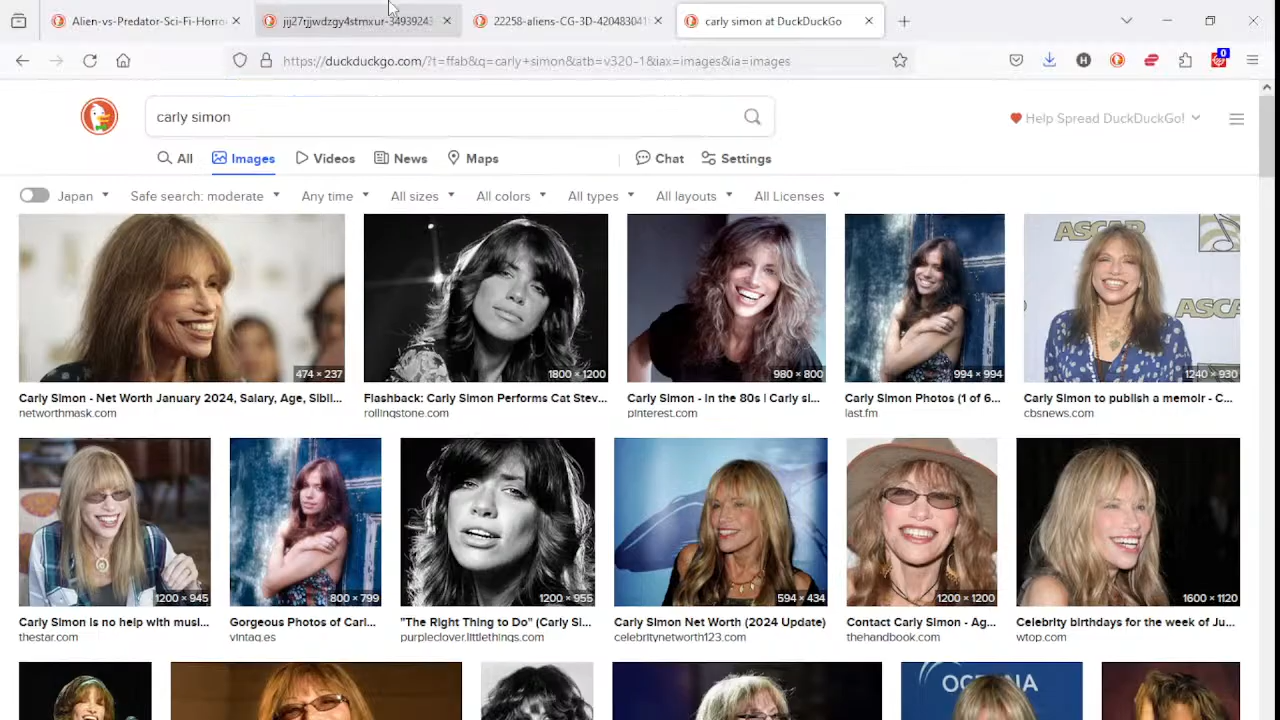 Alien-vs-Predator-Sci-Fi-Horro
jij27rjjwdzgy4stmxur-34939243
22258-aliens-CG-3D-420483041
carly simon at DuckDuckGo
https://duckduckgo.com/?t=ffab&q=carly+simon&atb=v320-1&iax=images&ia=images
0
carly simon
Help Spread DuckDuckGo!
All Images Videos News Maps Chat Settings
Japan Safe search: moderate Any time All sizes All colors All types All layouts All Licenses
ASCAP
ASCA
474 × 237
1800 × 1200
980 × 800
994 × 994
1240 × 930
Carly Simon - Net Worth January 2024, Salary, Age, Sibli...
networthmask.com
Flashback: Carly Simon Performs Cat Stev...
rollingstone.com
Carly Simon - In the 80s | Carly si...
pinterest.com
Carly Simon Photos (1 of 6...
last.fm
Carly Simon to publish a memoir - C...
cbsnews.com
1200 × 945
800 × 799
1200 × 955
594 × 434
1200 × 1200
1600 × 1120
Carly Simon is no help with musi...
thestar.com
Gorgeous Photos of Carl...
vintag.es
"The Right Thing to Do" (Carly Si...
purpleclover.littlethings.com
Carly Simon Net Worth (2024 Update)
celebritynetworth123.com
Contact Carly Simon - Ag...
thehandbook.com
Celebrity birthdays for the week of Ju...
wtop.com
OCEANA